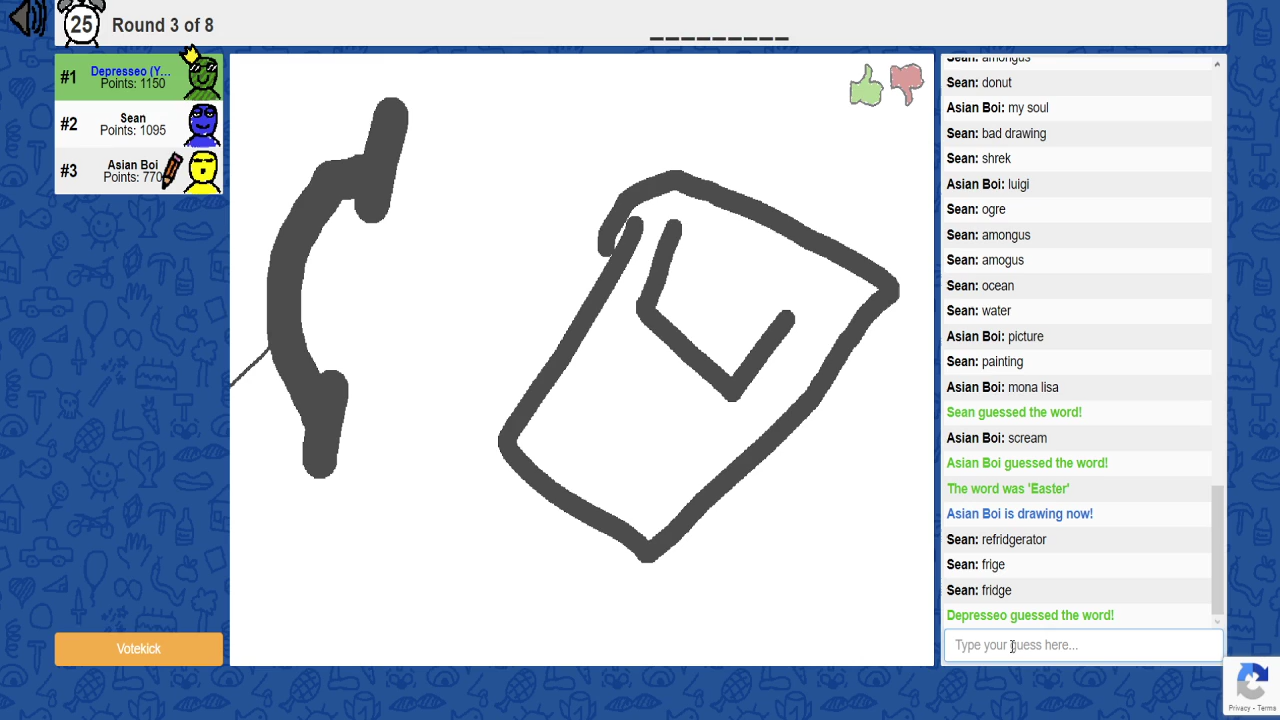 25
Round 3 of 8
_ _ _ _ _ _ _ _ _
#1
Depresseo (Y...
Points: 1150
#2
Sean
Points: 1095
#3
Asian Boi
Points: 770
Votekick
Sean: amongus
Sean: donut
Asian Boi: my soul
Sean: bad drawing
Sean: shrek
Asian Boi: luigi
Sean: ogre
Sean: amongus
Sean: amogus
Sean: ocean
Sean: water
Asian Boi: picture
Sean: painting
Asian Boi: mona lisa
Sean guessed the word!
Asian Boi: scream
Asian Boi guessed the word!
The word was 'Easter'
Asian Boi is drawing now!
Sean: refridgerator
Sean: frige
Sean: fridge
Depresseo guessed the word!
Type your guess here...
Privacy - Terms